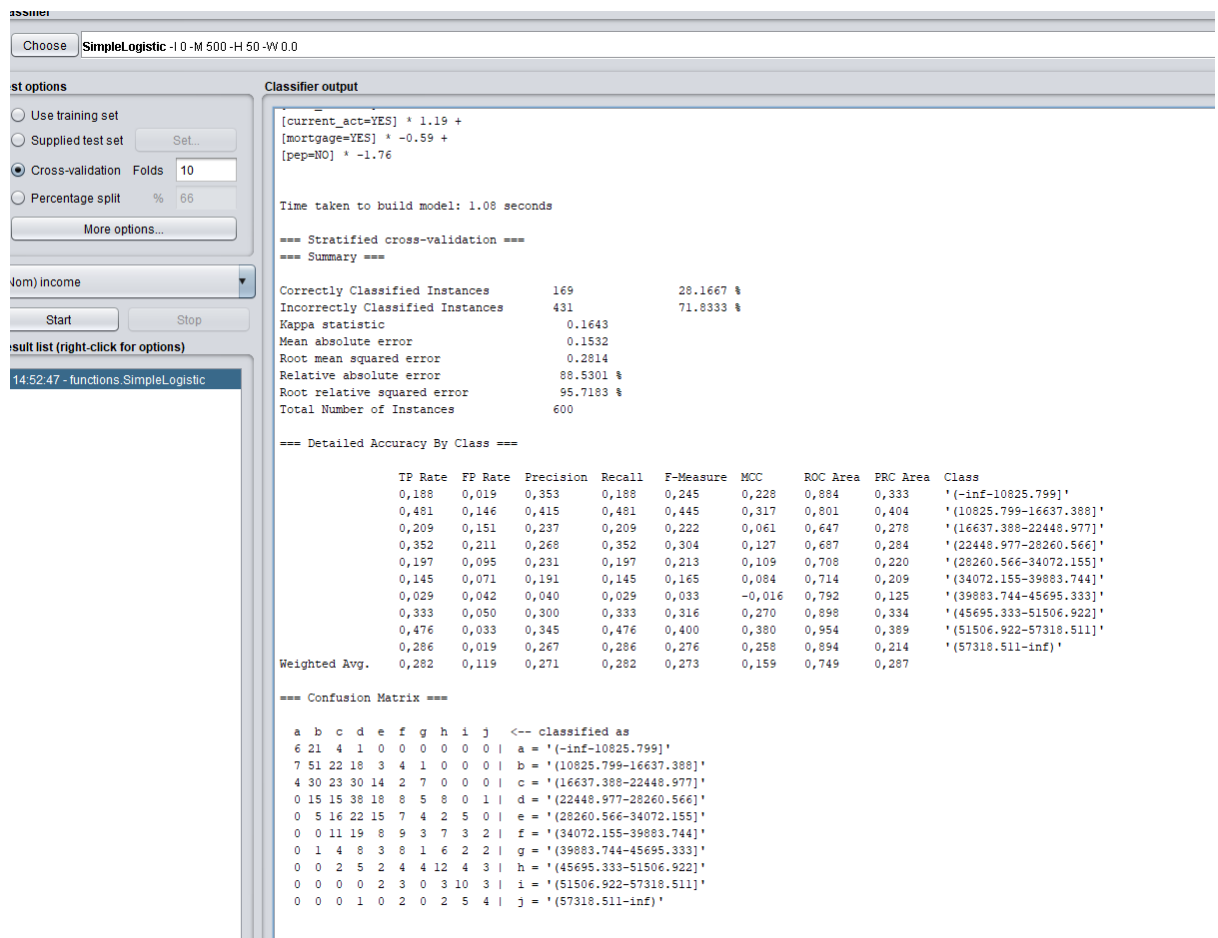 Choose SimpleLogistic -I 0 -M 500 -H 50 -W 0.0
st options
Use training set
Supplied test set Set...
Cross-validation Folds 10
Percentage split % 66
More options...
Nom) income
Start Stop
esult list (right-click for options)
14:52:47 - functions.SimpleLogistic
Classifier output
[current_act=YES] * 1.19 +
[mortgage=YES] * -0.59 +
[pep=NO] * -1.76
Time taken to build model: 1.08 seconds
=== Stratified cross-validation ===
=== Summary ===
Correctly Classified Instances 169 28.1667 %
Incorrectly Classified Instances 431 71.8333 %
Kappa statistic 0.1643
Mean absolute error 0.1532
Root mean squared error 0.2814
Relative absolute error 88.5301 %
Root relative squared error 95.7183 %
Total Number of Instances 600
=== Detailed Accuracy By Class ===
TP Rate FP Rate Precision Recall F-Measure MCC ROC Area PRC Area Class
0,188 0,019 0,353 0,188 0,245 0,228 0,884 0,333 '(-inf-10825.799]'
0,481 0,146 0,415 0,481 0,445 0,317 0,801 0,404 '(10825.799-16637.388]'
0,209 0,151 0,237 0,209 0,222 0,061 0,647 0,278 '(16637.388-22448.977]'
0,352 0,211 0,268 0,352 0,304 0,127 0,687 0,284 '(22448.977-28260.566]'
0,197 0,095 0,231 0,197 0,213 0,109 0,708 0,220 '(28260.566-34072.155]'
0,145 0,071 0,191 0,145 0,165 0,084 0,714 0,209 '(34072.155-39883.744]'
0,029 0,042 0,040 0,029 0,033 -0,016 0,792 0,125 '(39883.744-45695.333]'
0,333 0,050 0,300 0,333 0,316 0,270 0,898 0,334 '(45695.333-51506.922]'
0,476 0,033 0,345 0,476 0,400 0,380 0,954 0,389 '(51506.922-57318.511]'
0,286 0,019 0,267 0,286 0,276 0,258 0,894 0,214 '(57318.511-inf)'
Weighted Avg. 0,282 0,119 0,271 0,282 0,273 0,159 0,749 0,287
=== Confusion Matrix ===
a b c d e f g h i j <-- classified as
6 21 4 1 0 0 0 0 0 0 | a = '(-inf-10825.799]'
7 51 22 18 3 4 1 0 0 0 | b = '(10825.799-16637.388]'
4 30 23 30 14 2 7 0 0 0 | c = '(16637.388-22448.977]'
0 15 15 38 18 8 5 8 0 1 | d = '(22448.977-28260.566]'
0 5 16 22 15 7 4 2 5 0 | e = '(28260.566-34072.155]'
0 0 11 19 8 9 3 7 3 2 | f = '(34072.155-39883.744]'
0 1 4 8 3 8 1 6 2 2 | g = '(39883.744-45695.333]'
0 0 2 5 2 4 4 12 4 3 | h = '(45695.333-51506.922]'
0 0 0 0 2 3 0 3 10 3 | i = '(51506.922-57318.511]'
0 0 0 1 0 2 0 2 5 4 | j = '(57318.511-inf)'